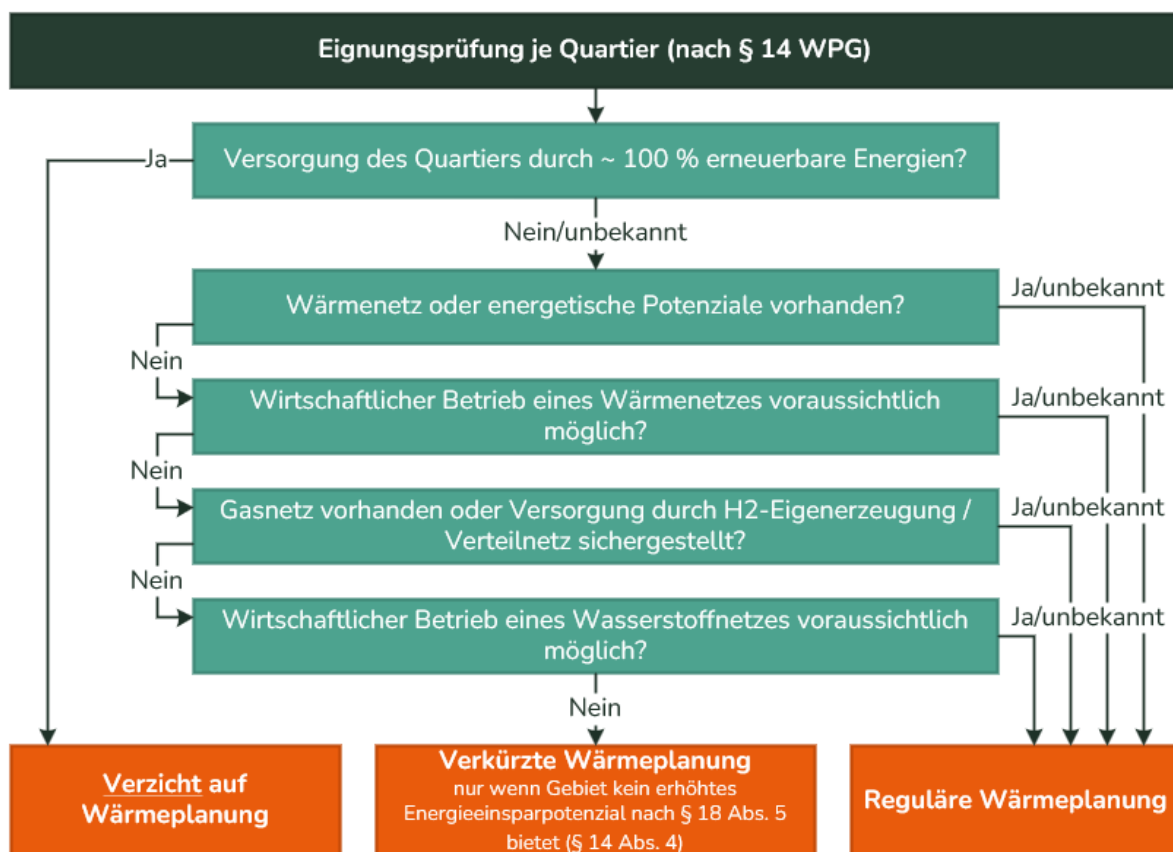 Eignungsprüfung je Quartier (nach § 14 WPG)
Ja
Versorgung des Quartiers durch ~ 100 % erneuerbare Energien?
Nein/unbekannt
Wärmenetz oder energetische Potenziale vorhanden?
Ja/unbekannt
Nein
Wirtschaftlicher Betrieb eines Wärmenetzes voraussichtlich
möglich?
Ja/unbekannt
Nein
Gasnetz vorhanden oder Versorgung durch H2-Eigenerzeugung /
Verteilnetz sichergestellt?
Ja/unbekannt
Nein
Wirtschaftlicher Betrieb eines Wasserstoffnetzes voraussichtlich
möglich?
Ja/unbekannt
Nein
Verzicht auf
Wärmeplanung
Verkürzte Wärmeplanung
nur wenn Gebiet kein erhöhtes
Energieeinsparpotenzial nach § 18 Abs. 5
bietet (§ 14 Abs. 4)
Reguläre Wärmeplanung